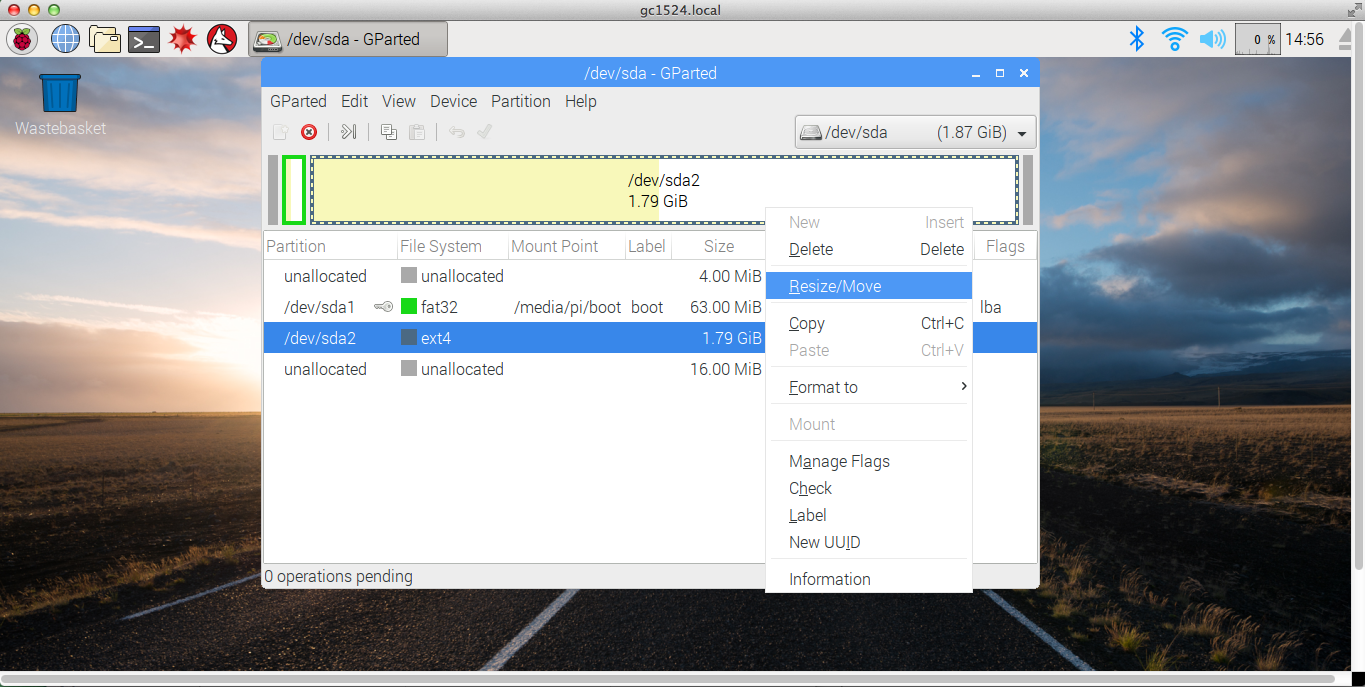 gc1524.local
/dev/sda - GParted
0 %
14:56
Wastebasket
/dev/sda - GParted
GParted Edit View Device Partition Help
/dev/sda (1.87 GiB)
/dev/sda2
1.79 GiB
Partition File System Mount Point Label Size Flags
unallocated unallocated 4.00 MiB
/dev/sda1 fat32 /media/pi/boot boot 63.00 MiB lba
/dev/sda2 ext4 1.79 GiB
unallocated unallocated 16.00 MiB
New Insert
Delete Delete
Resize/Move
Copy Ctrl+C
Paste Ctrl+V
Format to
Mount
Manage Flags
Check
Label
New UUID
Information
0 operations pending